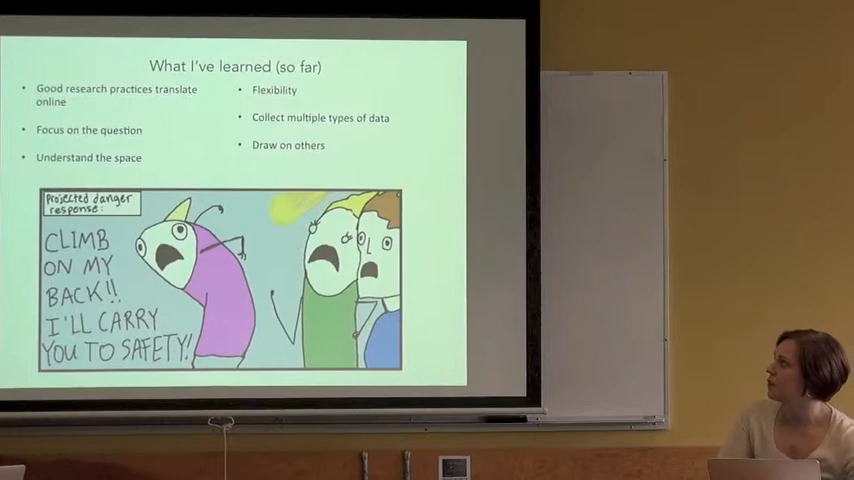 What I've learned (so far)
• Good research practices translate
online
• Focus on the question
• Understand the space
• Flexibility
• Collect multiple types of data
• Draw on others
Projected danger
response:
CLIMB
ON MY
BACK!!
I'LL CARRY
YOU TO SAFETY!